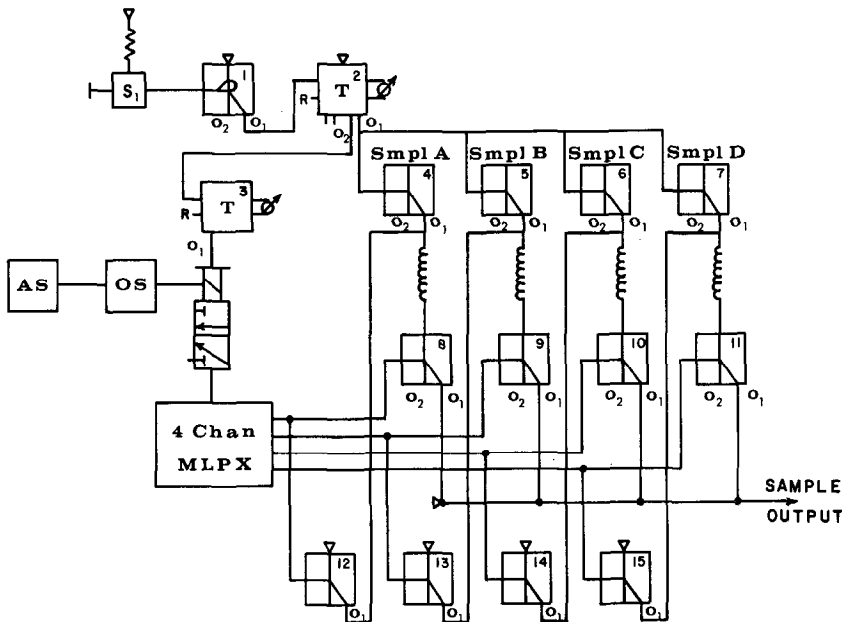 1
2
S₁
T
R
O₂ O₁
O₂ O₁
Smpl A Smpl B Smpl C Smpl D
4 5 6 7
3
R
T
O₂ O₁ O₂ O₁ O₂ O₁ O₂ O₁
O₁
AS OS
8 9 10 11
O₂ O₁ O₂ O₁ O₂ O₁ O₂ O₁
4 Chan
MLPX
SAMPLE
OUTPUT
12 13 14 15
O₁ O₁ O₁ O₁